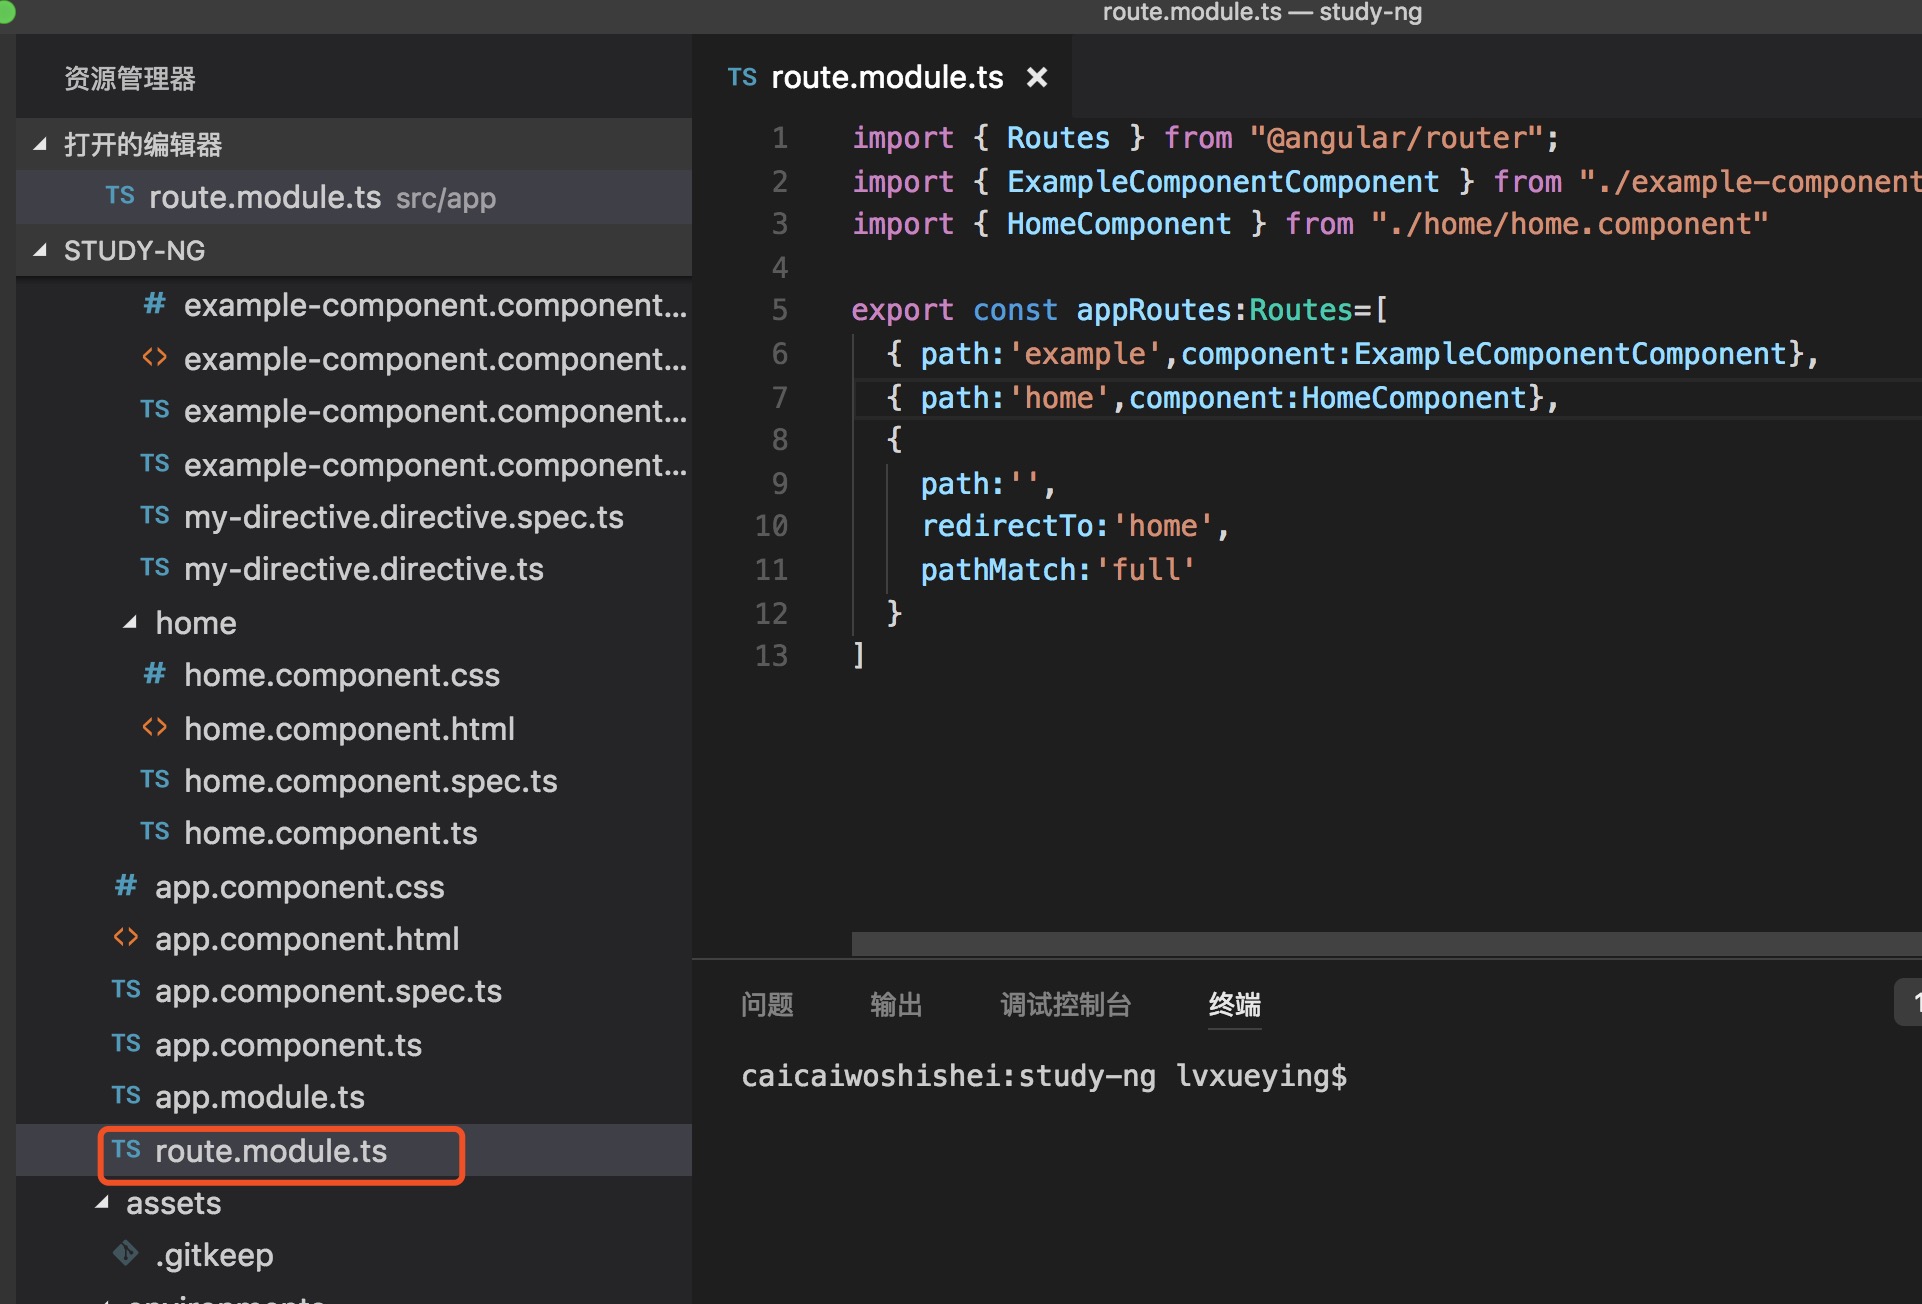 route.module.ts — study-ng
资源管理器
打开的编辑器
TS route.module.ts src/app
STUDY-NG
# example-component.component...
<> example-component.component...
TS example-component.component...
TS example-component.component...
TS my-directive.directive.spec.ts
TS my-directive.directive.ts
home
# home.component.css
<> home.component.html
TS home.component.spec.ts
TS home.component.ts
# app.component.css
<> app.component.html
TS app.component.spec.ts
TS app.component.ts
TS app.module.ts
TS route.module.ts
assets
.gitkeep
TS route.module.ts ×
1 import { Routes } from "@angular/router";
2 import { ExampleComponentComponent } from "./example-component
3 import { HomeComponent } from "./home/home.component"
4
5 export const appRoutes:Routes=[
6 { path:'example',component:ExampleComponentComponent},
7 { path:'home',component:HomeComponent},
8 {
9 path:'',
10 redirectTo:'home',
11 pathMatch:'full'
12 }
13 ]
问题 输出 调试控制台 终端
caicaiwoshishei:study-ng lvxueying$